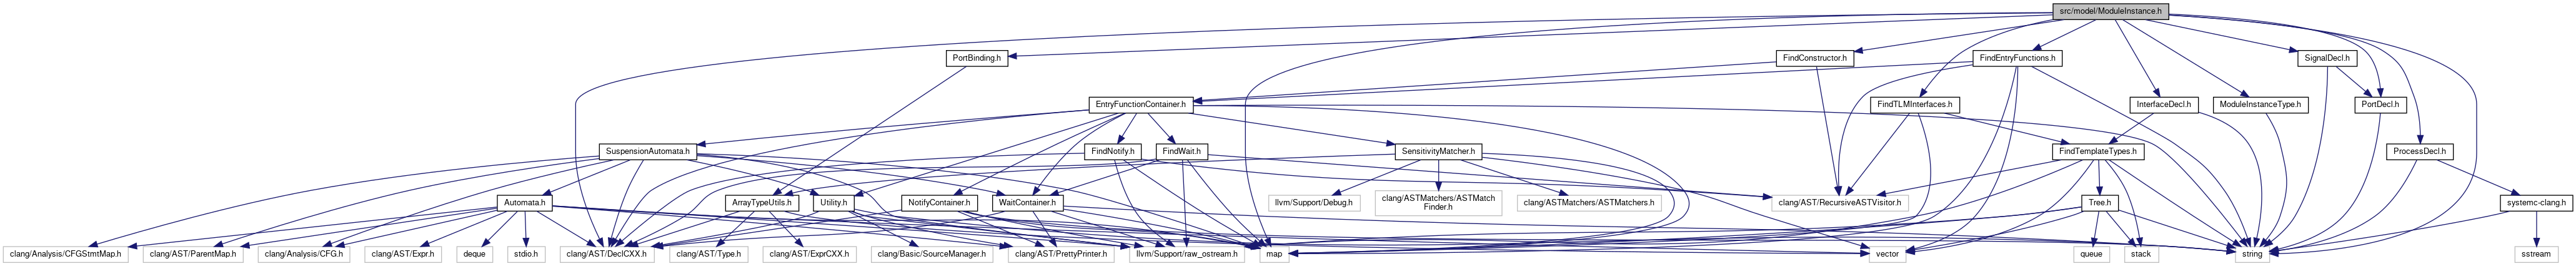 src/model/ModuleInstance.h
PortBinding.h
FindConstructor.h
FindEntryFunctions.h
SignalDecl.h
EntryFunctionContainer.h
FindTLMInterfaces.h
InterfaceDecl.h
ModuleInstanceType.h
PortDecl.h
SuspensionAutomata.h
FindNotify.h
FindWait.h
SensitivityMatcher.h
FindTemplateTypes.h
ProcessDecl.h
Automata.h
ArrayTypeUtils.h
Utility.h
NotifyContainer.h
WaitContainer.h
llvm/Support/Debug.h
clang/ASTMatchers/ASTMatch
Finder.h
clang/ASTMatchers/ASTMatchers.h
clang/AST/RecursiveASTVisitor.h
Tree.h
systemc-clang.h
clang/Analysis/CFGStmtMap.h
clang/AST/ParentMap.h
clang/Analysis/CFG.h
clang/AST/Expr.h
deque
stdio.h
clang/AST/DeclCXX.h
clang/AST/Type.h
clang/AST/ExprCXX.h
clang/Basic/SourceManager.h
clang/AST/PrettyPrinter.h
llvm/Support/raw_ostream.h
map
vector
queue
stack
string
sstream